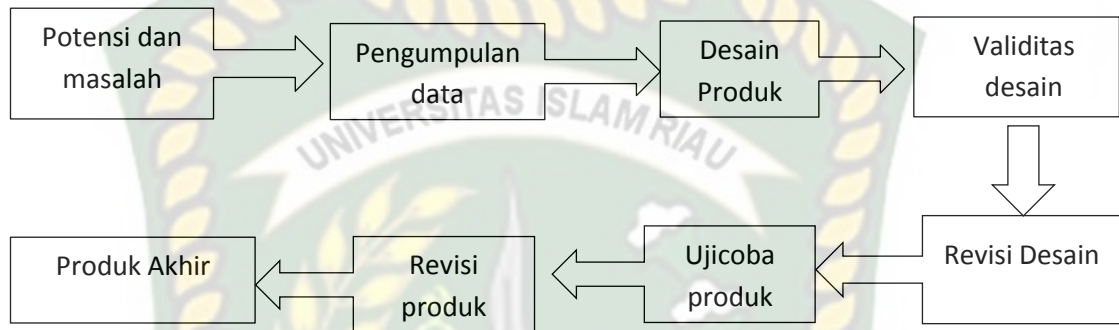 Potensi dan
masalah
Pengumpulan
data
Desain
Produk
Validitas
desain
UNIVERSITAS ISLAM RIAU
Revisi Desain
Ujicoba
produk
Revisi
produk
Produk Akhir